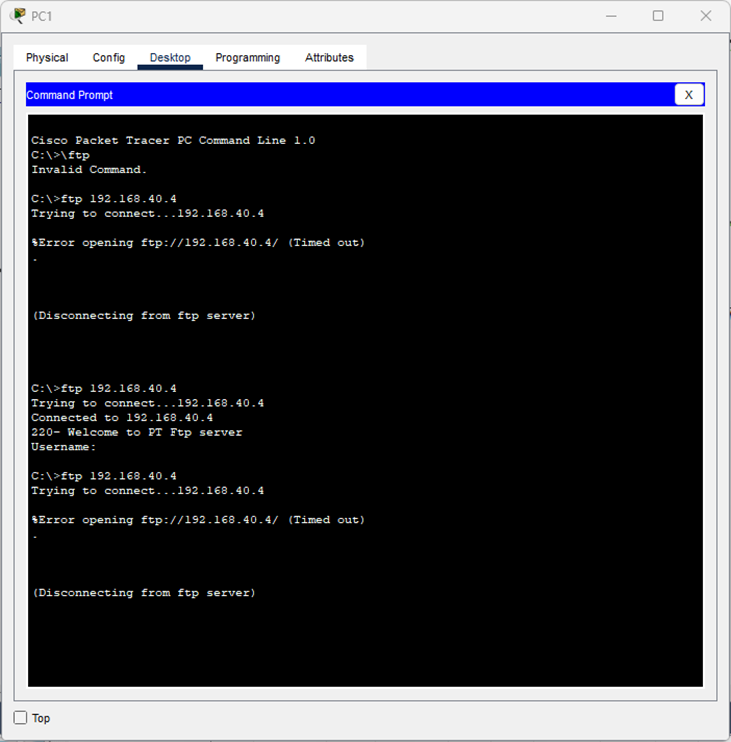 PC1
Physical Config Desktop Programming Attributes
Command Prompt X
Cisco Packet Tracer PC Command Line 1.0
C:\>\ftp
Invalid Command.
C:\>ftp 192.168.40.4
Trying to connect...192.168.40.4
%Error opening ftp://192.168.40.4/ (Timed out)
.
(Disconnecting from ftp server)
C:\>ftp 192.168.40.4
Trying to connect...192.168.40.4
Connected to 192.168.40.4
220- Welcome to PT Ftp server
Username:
C:\>ftp 192.168.40.4
Trying to connect...192.168.40.4
%Error opening ftp://192.168.40.4/ (Timed out)
.
(Disconnecting from ftp server)
Top